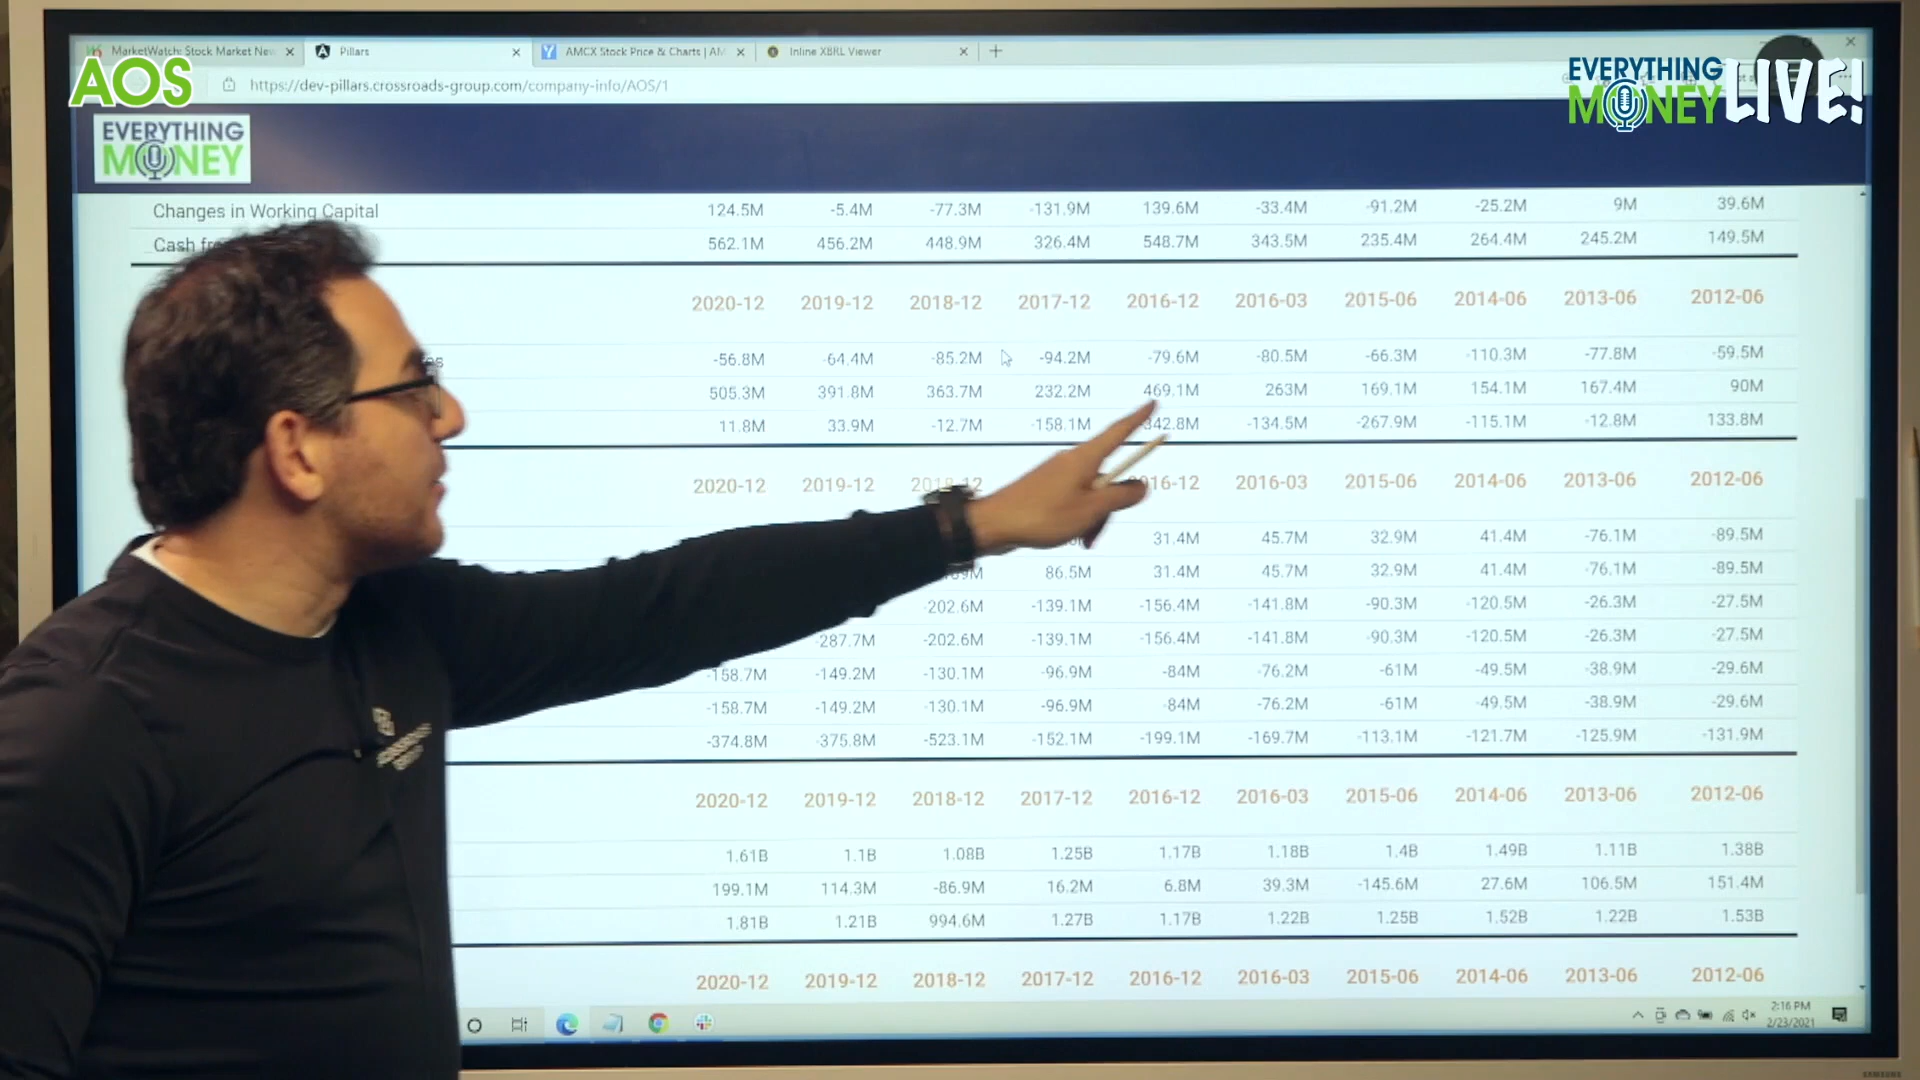 MarketWatch: Stock Market New
Pillars
AMCX Stock Price & Charts | AM
Inline XBRL Viewer
AOS
https://dev-pillars.crossroads-group.com/company-info/AOS/1
EVERYTHING
MONEY LIVE!
EVERYTHING
MONEY
Changes in Working Capital 124.5M -5.4M -77.3M -131.9M 139.6M -33.4M -91.2M -25.2M 9M 39.6M
Cash fr 562.1M 456.2M 448.9M 326.4M 548.7M 343.5M 235.4M 264.4M 245.2M 149.5M
2020-12 2019-12 2018-12 2017-12 2016-12 2016-03 2015-06 2014-06 2013-06 2012-06
es -56.8M -64.4M -85.2M -94.2M -79.6M -80.5M -66.3M -110.3M -77.8M -59.5M
505.3M 391.8M 363.7M 232.2M 469.1M 263M 169.1M 154.1M 167.4M 90M
11.8M 33.9M -12.7M -158.1M 342.8M -134.5M -267.9M -115.1M -12.8M 133.8M
2020-12 2019-12 2018-12 016-12 2016-03 2015-06 2014-06 2013-06 2012-06
31.4M 45.7M 32.9M 41.4M -76.1M -89.5M
86.5M 31.4M 45.7M 32.9M 41.4M -76.1M -89.5M
-202.6M -139.1M -156.4M -141.8M -90.3M -120.5M -26.3M -27.5M
-287.7M -202.6M -139.1M -156.4M -141.8M -90.3M -120.5M -26.3M -27.5M
-158.7M -149.2M -130.1M -96.9M -84M -76.2M -61M -49.5M -38.9M -29.6M
-158.7M -149.2M -130.1M -96.9M -84M -76.2M -61M -49.5M -38.9M -29.6M
-374.8M -375.8M -523.1M -152.1M -199.1M -169.7M -113.1M -121.7M -125.9M -131.9M
2020-12 2019-12 2018-12 2017-12 2016-12 2016-03 2015-06 2014-06 2013-06 2012-06
1.61B 1.1B 1.08B 1.25B 1.17B 1.18B 1.4B 1.49B 1.11B 1.38B
199.1M 114.3M -86.9M 16.2M 6.8M 39.3M -145.6M 27.6M 106.5M 151.4M
1.81B 1.21B 994.6M 1.27B 1.17B 1.22B 1.25B 1.52B 1.22B 1.53B
2020-12 2019-12 2018-12 2017-12 2016-12 2016-03 2015-06 2014-06 2013-06 2012-06
2:16 PM
2/23/2021
SAMSUNG